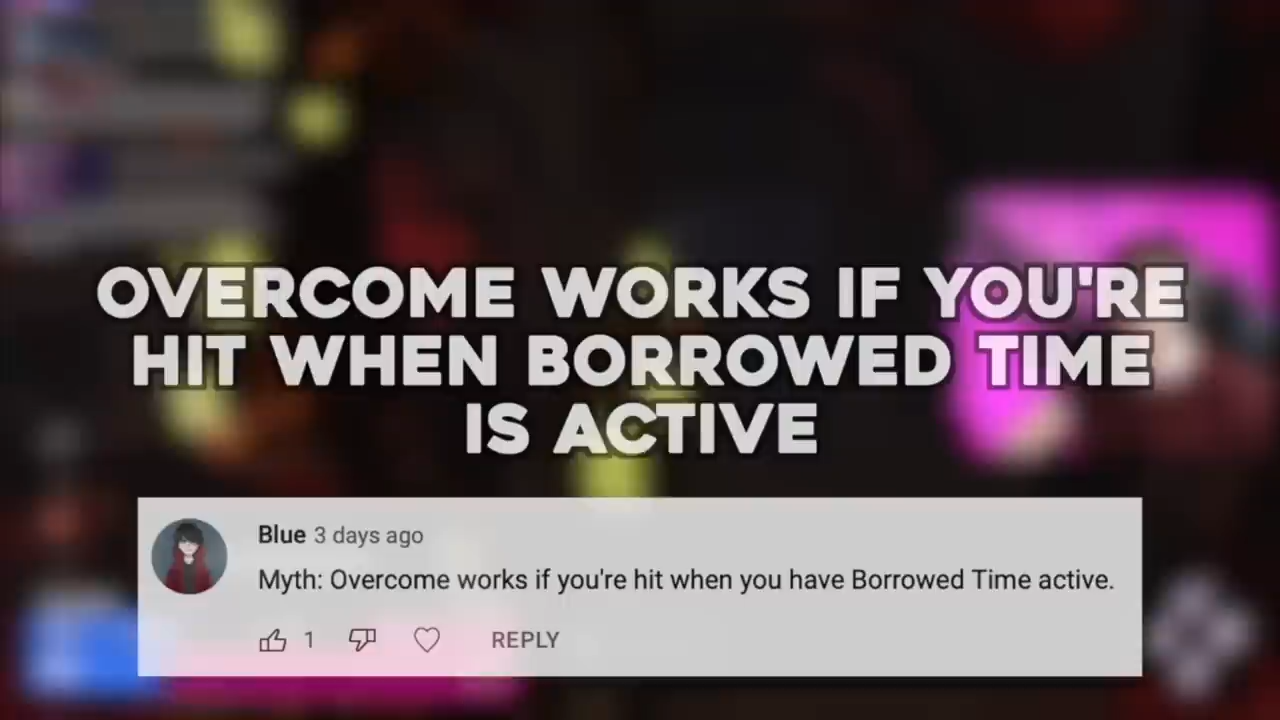 OVERCOME WORKS IF YOU'RE
HIT WHEN BORROWED TIME
IS ACTIVE
Blue 3 days ago
Myth: Overcome works if you're hit when you have Borrowed Time active.
1 REPLY